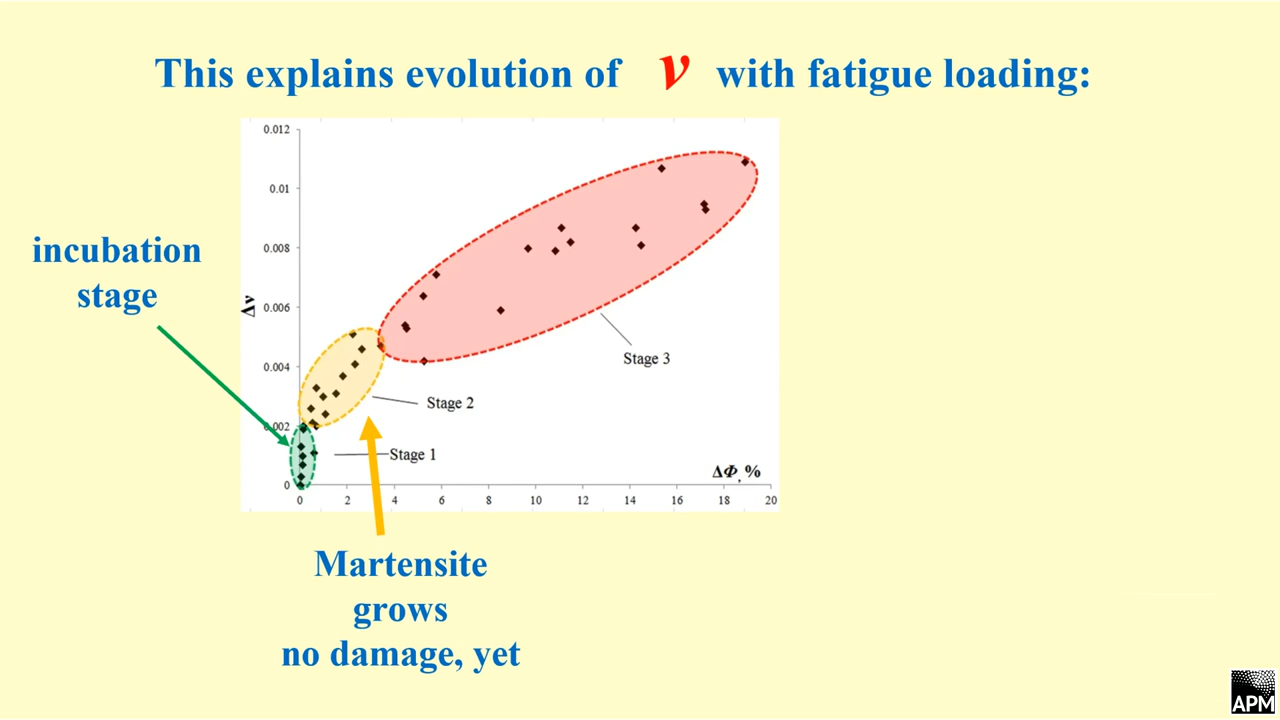 This explains evolution of ν with fatigue loading:
0.012
0.01
0.008
0.006
0.004
0.002
0
Δν
0 2 4 6 8 10 12 14 16 18 20
ΔΦ, %
incubation
stage
Stage 3
Stage 2
Stage 1
Martensite
grows
no damage, yet
APM